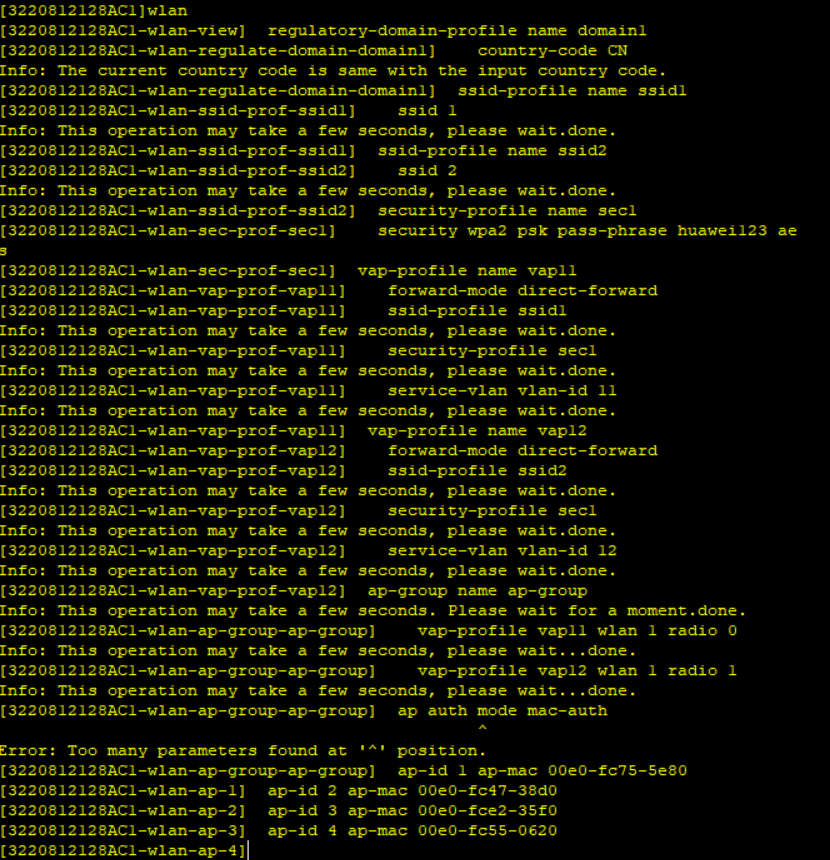 [3220812128AC1]wlan
[3220812128AC1-wlan-view]  regulatory-domain-profile name domain1
[3220812128AC1-wlan-regulate-domain-domain1]    country-code CN
Info: The current country code is same with the input country code.
[3220812128AC1-wlan-regulate-domain-domain1]  ssid-profile name ssid1
[3220812128AC1-wlan-ssid-prof-ssid1]    ssid 1
Info: This operation may take a few seconds, please wait.done.
[3220812128AC1-wlan-ssid-prof-ssid1]  ssid-profile name ssid2
[3220812128AC1-wlan-ssid-prof-ssid2]    ssid 2
Info: This operation may take a few seconds, please wait.done.
[3220812128AC1-wlan-ssid-prof-ssid2]  security-profile name sec1
[3220812128AC1-wlan-sec-prof-sec1]    security wpa2 psk pass-phrase huawei123 ae
s
[3220812128AC1-wlan-sec-prof-sec1]  vap-profile name vap11
[3220812128AC1-wlan-vap-prof-vap11]    forward-mode direct-forward
[3220812128AC1-wlan-vap-prof-vap11]    ssid-profile ssid1
Info: This operation may take a few seconds, please wait.done.
[3220812128AC1-wlan-vap-prof-vap11]    security-profile sec1
Info: This operation may take a few seconds, please wait.done.
[3220812128AC1-wlan-vap-prof-vap11]    service-vlan vlan-id 11
Info: This operation may take a few seconds, please wait.done.
[3220812128AC1-wlan-vap-prof-vap11]  vap-profile name vap12
[3220812128AC1-wlan-vap-prof-vap12]    forward-mode direct-forward
[3220812128AC1-wlan-vap-prof-vap12]    ssid-profile ssid2
Info: This operation may take a few seconds, please wait.done.
[3220812128AC1-wlan-vap-prof-vap12]    security-profile sec1
Info: This operation may take a few seconds, please wait.done.
[3220812128AC1-wlan-vap-prof-vap12]    service-vlan vlan-id 12
Info: This operation may take a few seconds, please wait.done.
[3220812128AC1-wlan-vap-prof-vap12]  ap-group name ap-group
Info: This operation may take a few seconds. Please wait for a moment.done.
[3220812128AC1-wlan-ap-group-ap-group]    vap-profile vap11 wlan 1 radio 0
Info: This operation may take a few seconds, please wait...done.
[3220812128AC1-wlan-ap-group-ap-group]    vap-profile vap12 wlan 1 radio 1
Info: This operation may take a few seconds, please wait...done.
[3220812128AC1-wlan-ap-group-ap-group]  ap auth mode mac-auth
^
Error: Too many parameters found at '^' position.
[3220812128AC1-wlan-ap-group-ap-group]  ap-id 1 ap-mac 00e0-fc75-5e80
[3220812128AC1-wlan-ap-1]  ap-id 2 ap-mac 00e0-fc47-38d0
[3220812128AC1-wlan-ap-2]  ap-id 3 ap-mac 00e0-fce2-35f0
[3220812128AC1-wlan-ap-3]  ap-id 4 ap-mac 00e0-fc55-0620
[3220812128AC1-wlan-ap-4]